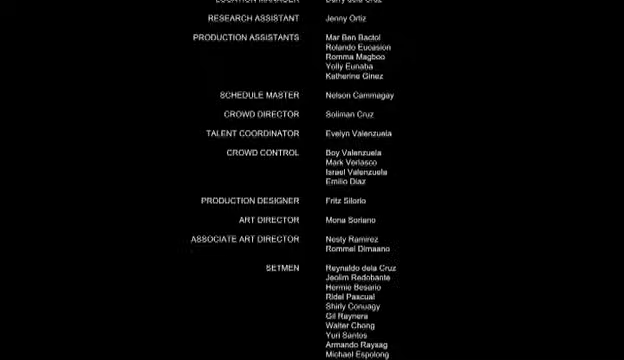 RESEARCH ASSISTANT Jenny Ortiz
PRODUCTION ASSISTANTS Mar Ben Bactol
Rolando Eucasion
Romma Magboo
Yolly Eunaba
Katherine Ginez
SCHEDULE MASTER Nelson Cammagay
CROWD DIRECTOR Soliman Cruz
TALENT COORDINATOR Evelyn Valenzuela
CROWD CONTROL Boy Valenzuela
Mark Verlasco
Israel Valenzuela
Emilio Diaz
PRODUCTION DESIGNER Fritz Silorio
ART DIRECTOR Mona Soriano
ASSOCIATE ART DIRECTOR Nesty Ramirez
Rommel Dimaano
SETMEN Reynaldo dela Cruz
Jeolim Redobante
Hermie Besario
Ridel Pascual
Shirly Conuagy
Gil Raynera
Walter Chong
Yuri Santos
Armando Rayaag
Michael Espolong